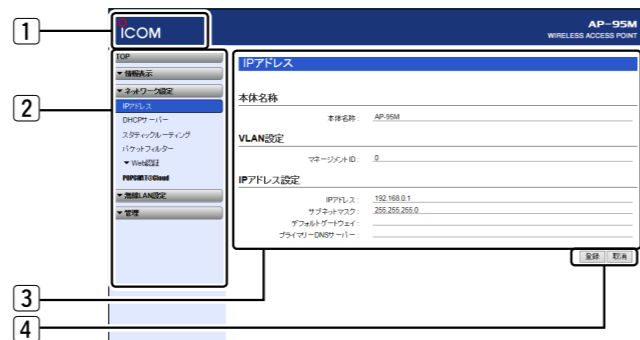 1
ICOM
AP-95M
WIRELESS ACCESS POINT
2
TOP
▼情報表示
▼ネットワーク設定
IPアドレス
DHCPサーバー
スタティックルーティング
パケットフィルター
▼Web認証
POPCHAT@Cloud
▼無線LAN設定
▼管理
IPアドレス
本体名称
本体名称: AP-95M
VLAN設定
マネージメントID: 0
IPアドレス設定
IPアドレス: 192.168.0.1
サブネットマスク: 255.255.255.0
デフォルトゲートウェイ:
プライマリーDNSサーバー:
登録 取消
3
4